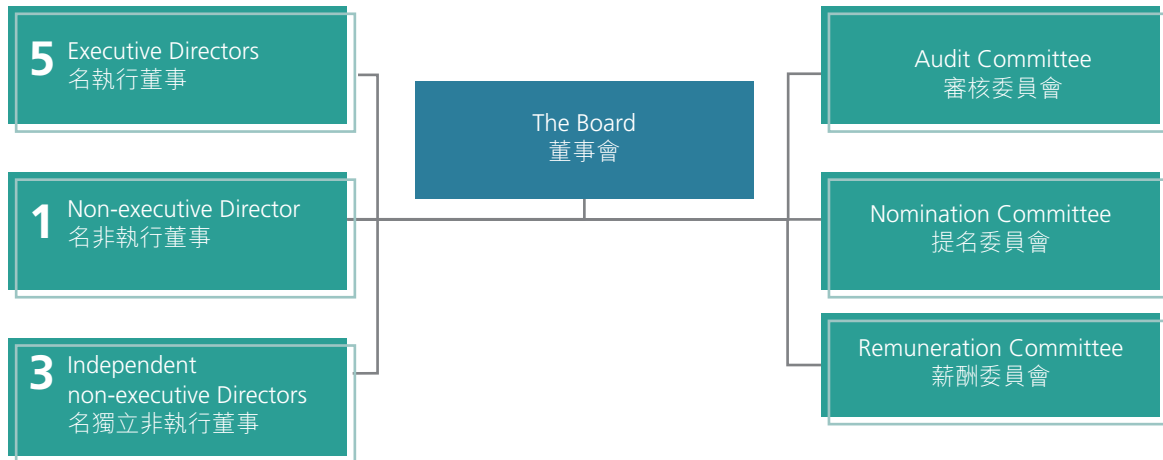 5 Executive Directors
名執行董事
1 Non-executive Director
名非執行董事
3 Independent
non-executive Directors
名獨立非執行董事
The Board
董事會
Audit Committee
審核委員會
Nomination Committee
提名委員會
Remuneration Committee
薪酬委員會